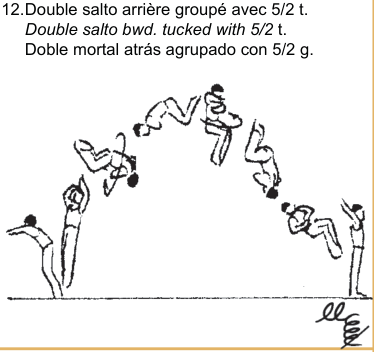 12.Double salto arrière groupé avec 5/2 t.
Double salto bwd. tucked with 5/2 t.
Doble mortal atrás agrupado con 5/2 g.